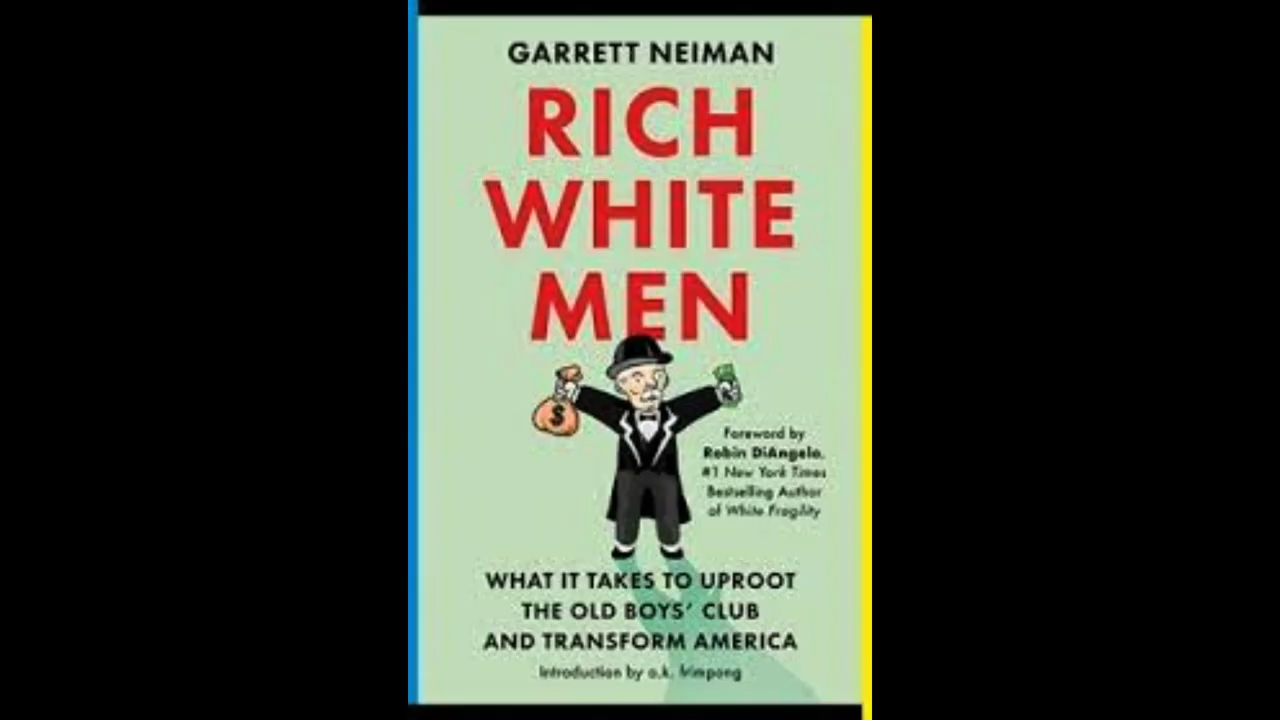 GARRETT NEIMAN
RICH
WHITE
MEN
$
Foreword by
Robin DiAngelo,
#1 New York Times
Bestselling Author
of White Fragility
WHAT IT TAKES TO UPROOT
THE OLD BOYS' CLUB
AND TRANSFORM AMERICA
Introduction by a.k. frimpong